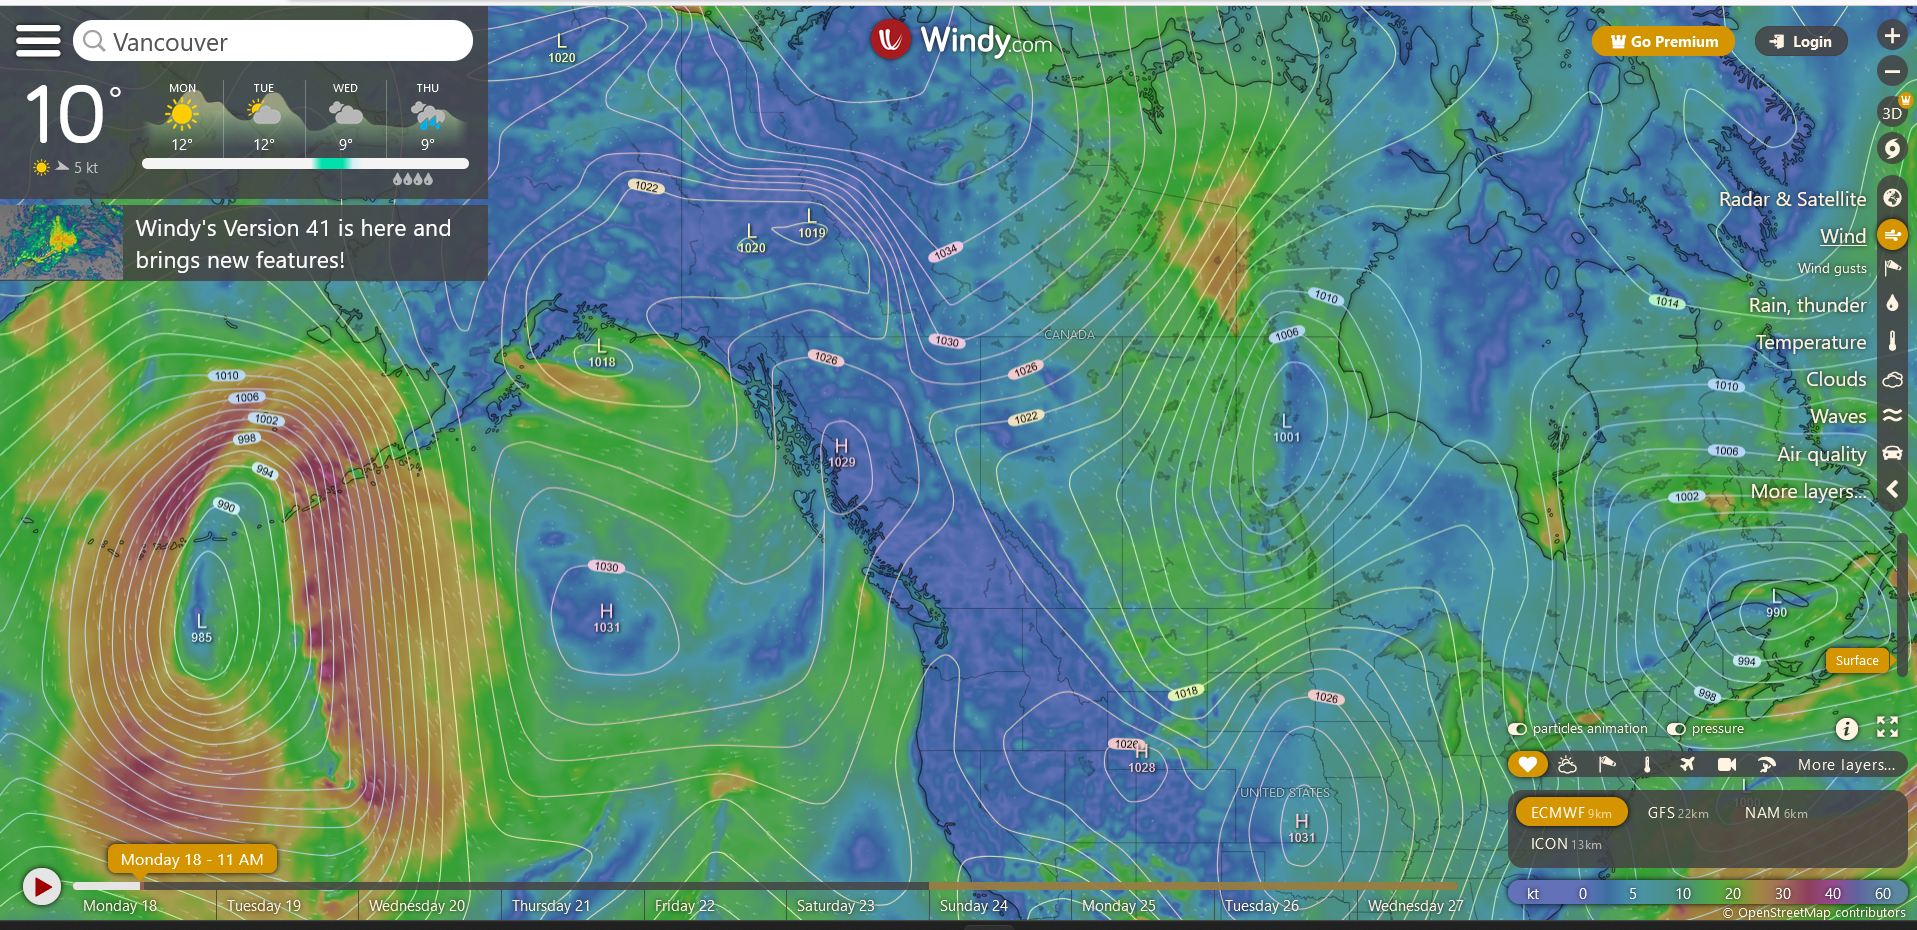 Vancouver
Windy.com
Go Premium
Login
10°
5 kt
MON TUE WED THU
12° 12° 9° 9°
Windy's Version 41 is here and
brings new features!
3D
Radar & Satellite
Wind
Wind gusts
Rain, thunder
Temperature
Clouds
Waves
Air quality
More layers...
L
1020
1022
L
1020
L
1019
1034
1010
1014
1006
CANADA
1030
L
1018
1026
1026
1010
1010
1006
1002
1022
998
L
1001
H
1029
1006
994
1002
990
1030
L
990
H
1031
L
985
994
Surface
1018
1026
998
1026
H
1028
UNITED STATES
H
1031
L
particles animation
pressure
More layers...
ECMWF 9km GFS 22km NAM 6km
ICON 13km
Monday 18 - 11 AM
Monday 18 Tuesday 19 Wednesday 20 Thursday 21 Friday 22 Saturday 23 Sunday 24 Monday 25 Tuesday 26 Wednesday 27
kt 0 5 10 20 30 40 60
© OpenStreetMap contributors